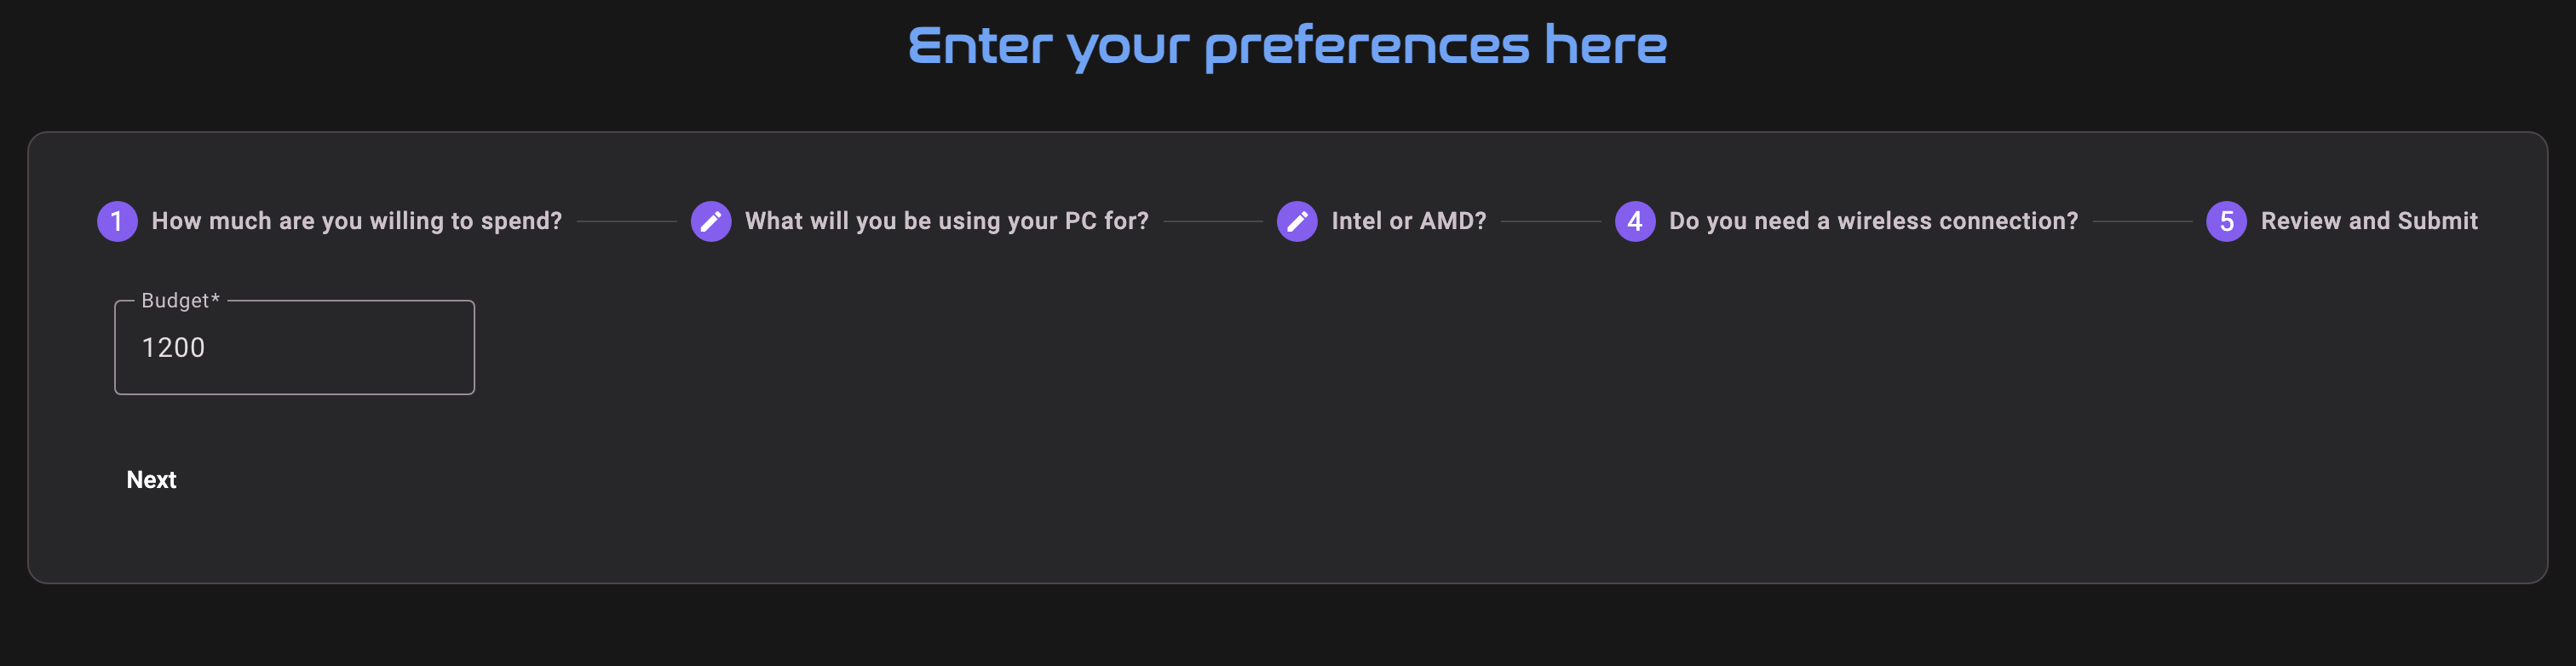 Enter your preferences here
1 How much are you willing to spend? What will you be using your PC for? Intel or AMD? 4 Do you need a wireless connection? 5 Review and Submit
Budget*
1200
Next